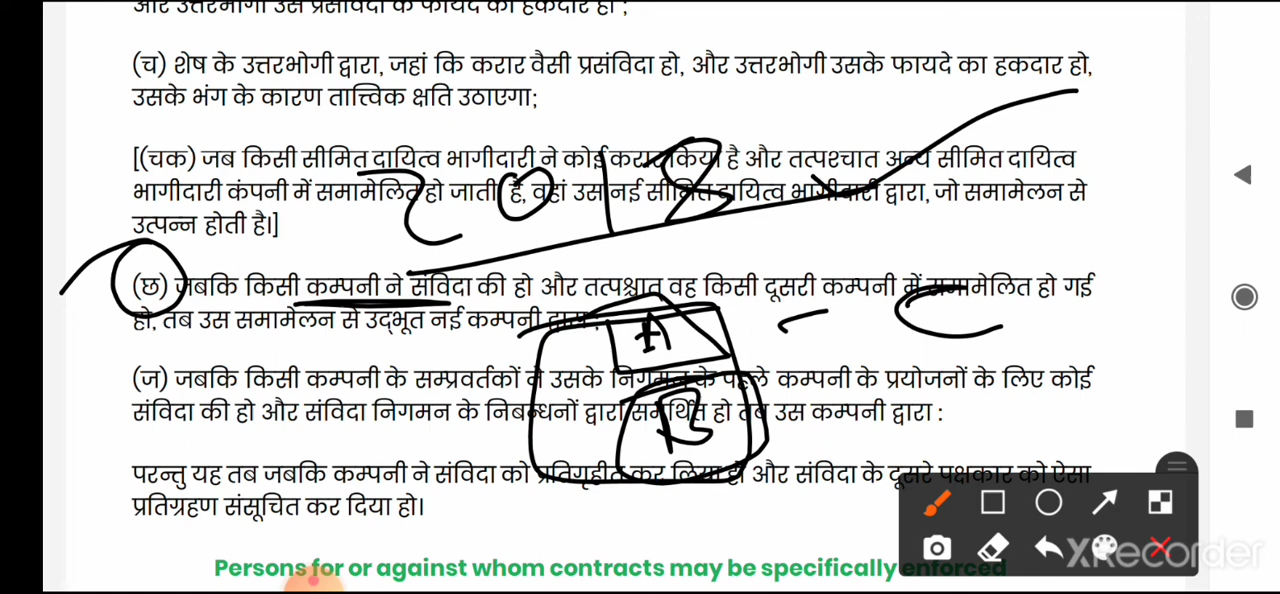 और उत्तरभोगी उस प्रसंविदा के फायदे का हकदार हो ;
(च) शेष के उत्तरभोगी द्वारा, जहां कि करार वैसी प्रसंविदा हो, और उत्तरभोगी उसके फायदे का हकदार हो,
उसके भंग के कारण तात्त्विक क्षति उठाएगा;
[(चक) जब किसी सीमित दायित्व भागीदारी ने कोई करार किया है और तत्पश्चात अन्य सीमित दायित्व
भागीदारी कंपनी में समामेलित हो जाती है, वहां उस नई सीमित दायित्व भागीदारी द्वारा, जो समामेलन से
उत्पन्न होती है।]
2018
(छ) जबकि किसी कम्पनी ने संविदा की हो और तत्पश्चात वह किसी दूसरी कम्पनी में समामेलित हो गई
हो, तब उस समामेलन से उद्भूत नई कम्पनी द्वारा ;
A
(ज) जबकि किसी कम्पनी के सम्प्रवर्तकों ने उसके निगमन के पहले कम्पनी के प्रयोजनों के लिए कोई
संविदा की हो और संविदा निगमन के निबन्धनों द्वारा समर्थित हो तब उस कम्पनी द्वारा :
B
परन्तु यह तब जबकि कम्पनी ने संविदा को प्रतिगृहीत कर लिया हो और संविदा के दूसरे पक्षकार को ऐसा
प्रतिग्रहण संसूचित कर दिया हो।
XRecorder
Persons for or against whom contracts may be specifically enforced